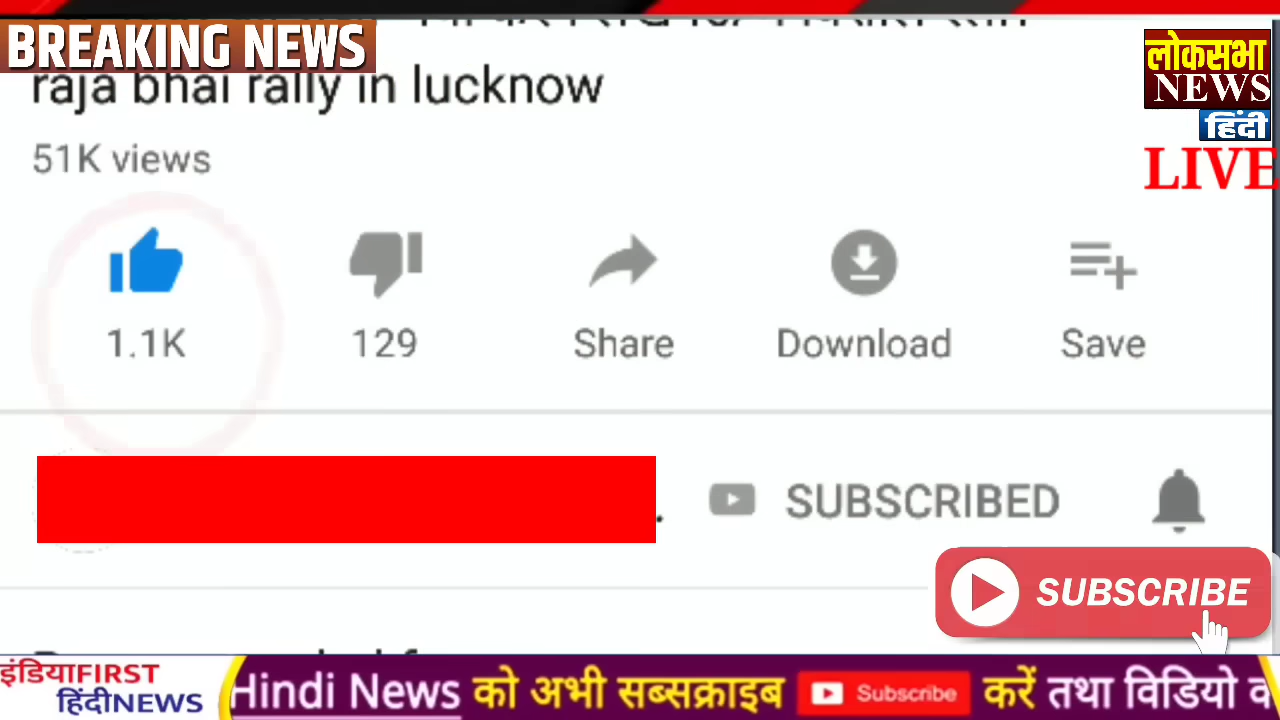 BREAKING NEWS
लोकसभा
NEWS
हिंदी
LIVE
raja bhai rally in lucknow
51K views
1.1K
129
Share
Download
Save
SUBSCRIBED
SUBSCRIBE
इंडियाFIRST
हिंदीNEWS
Hindi News को अभी सब्सक्राइब Subscribe करें तथा विडियो